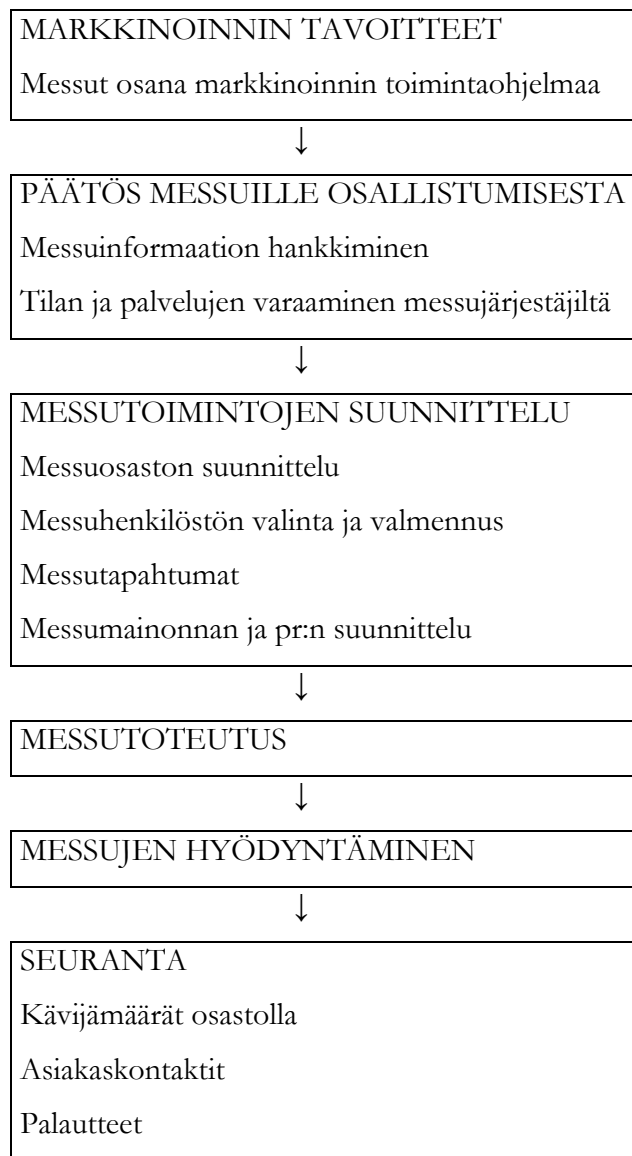 MARKKINOINNIN TAVOITTEET
Messut osana markkinoinnin toimintaohjelmaa
↓
PÄÄTÖS MESSUILLE OSALLISTUMISESTA
Messuinformaation hankkiminen
Tilan ja palvelujen varaaminen messujärjestäjiltä
↓
MESSUTOIMINTOJEN SUUNNITTELU
Messuosaston suunnittelu
Messuhenkilöstön valinta ja valmennus
Messutapahtumat
Messumainonnan ja pr:n suunnittelu
↓
MESSUTOTEUTUS
↓
MESSUJEN HYÖDYNTÄMINEN
↓
SEURANTA
Kävijämäärät osastolla
Asiakaskontaktit
Palautteet